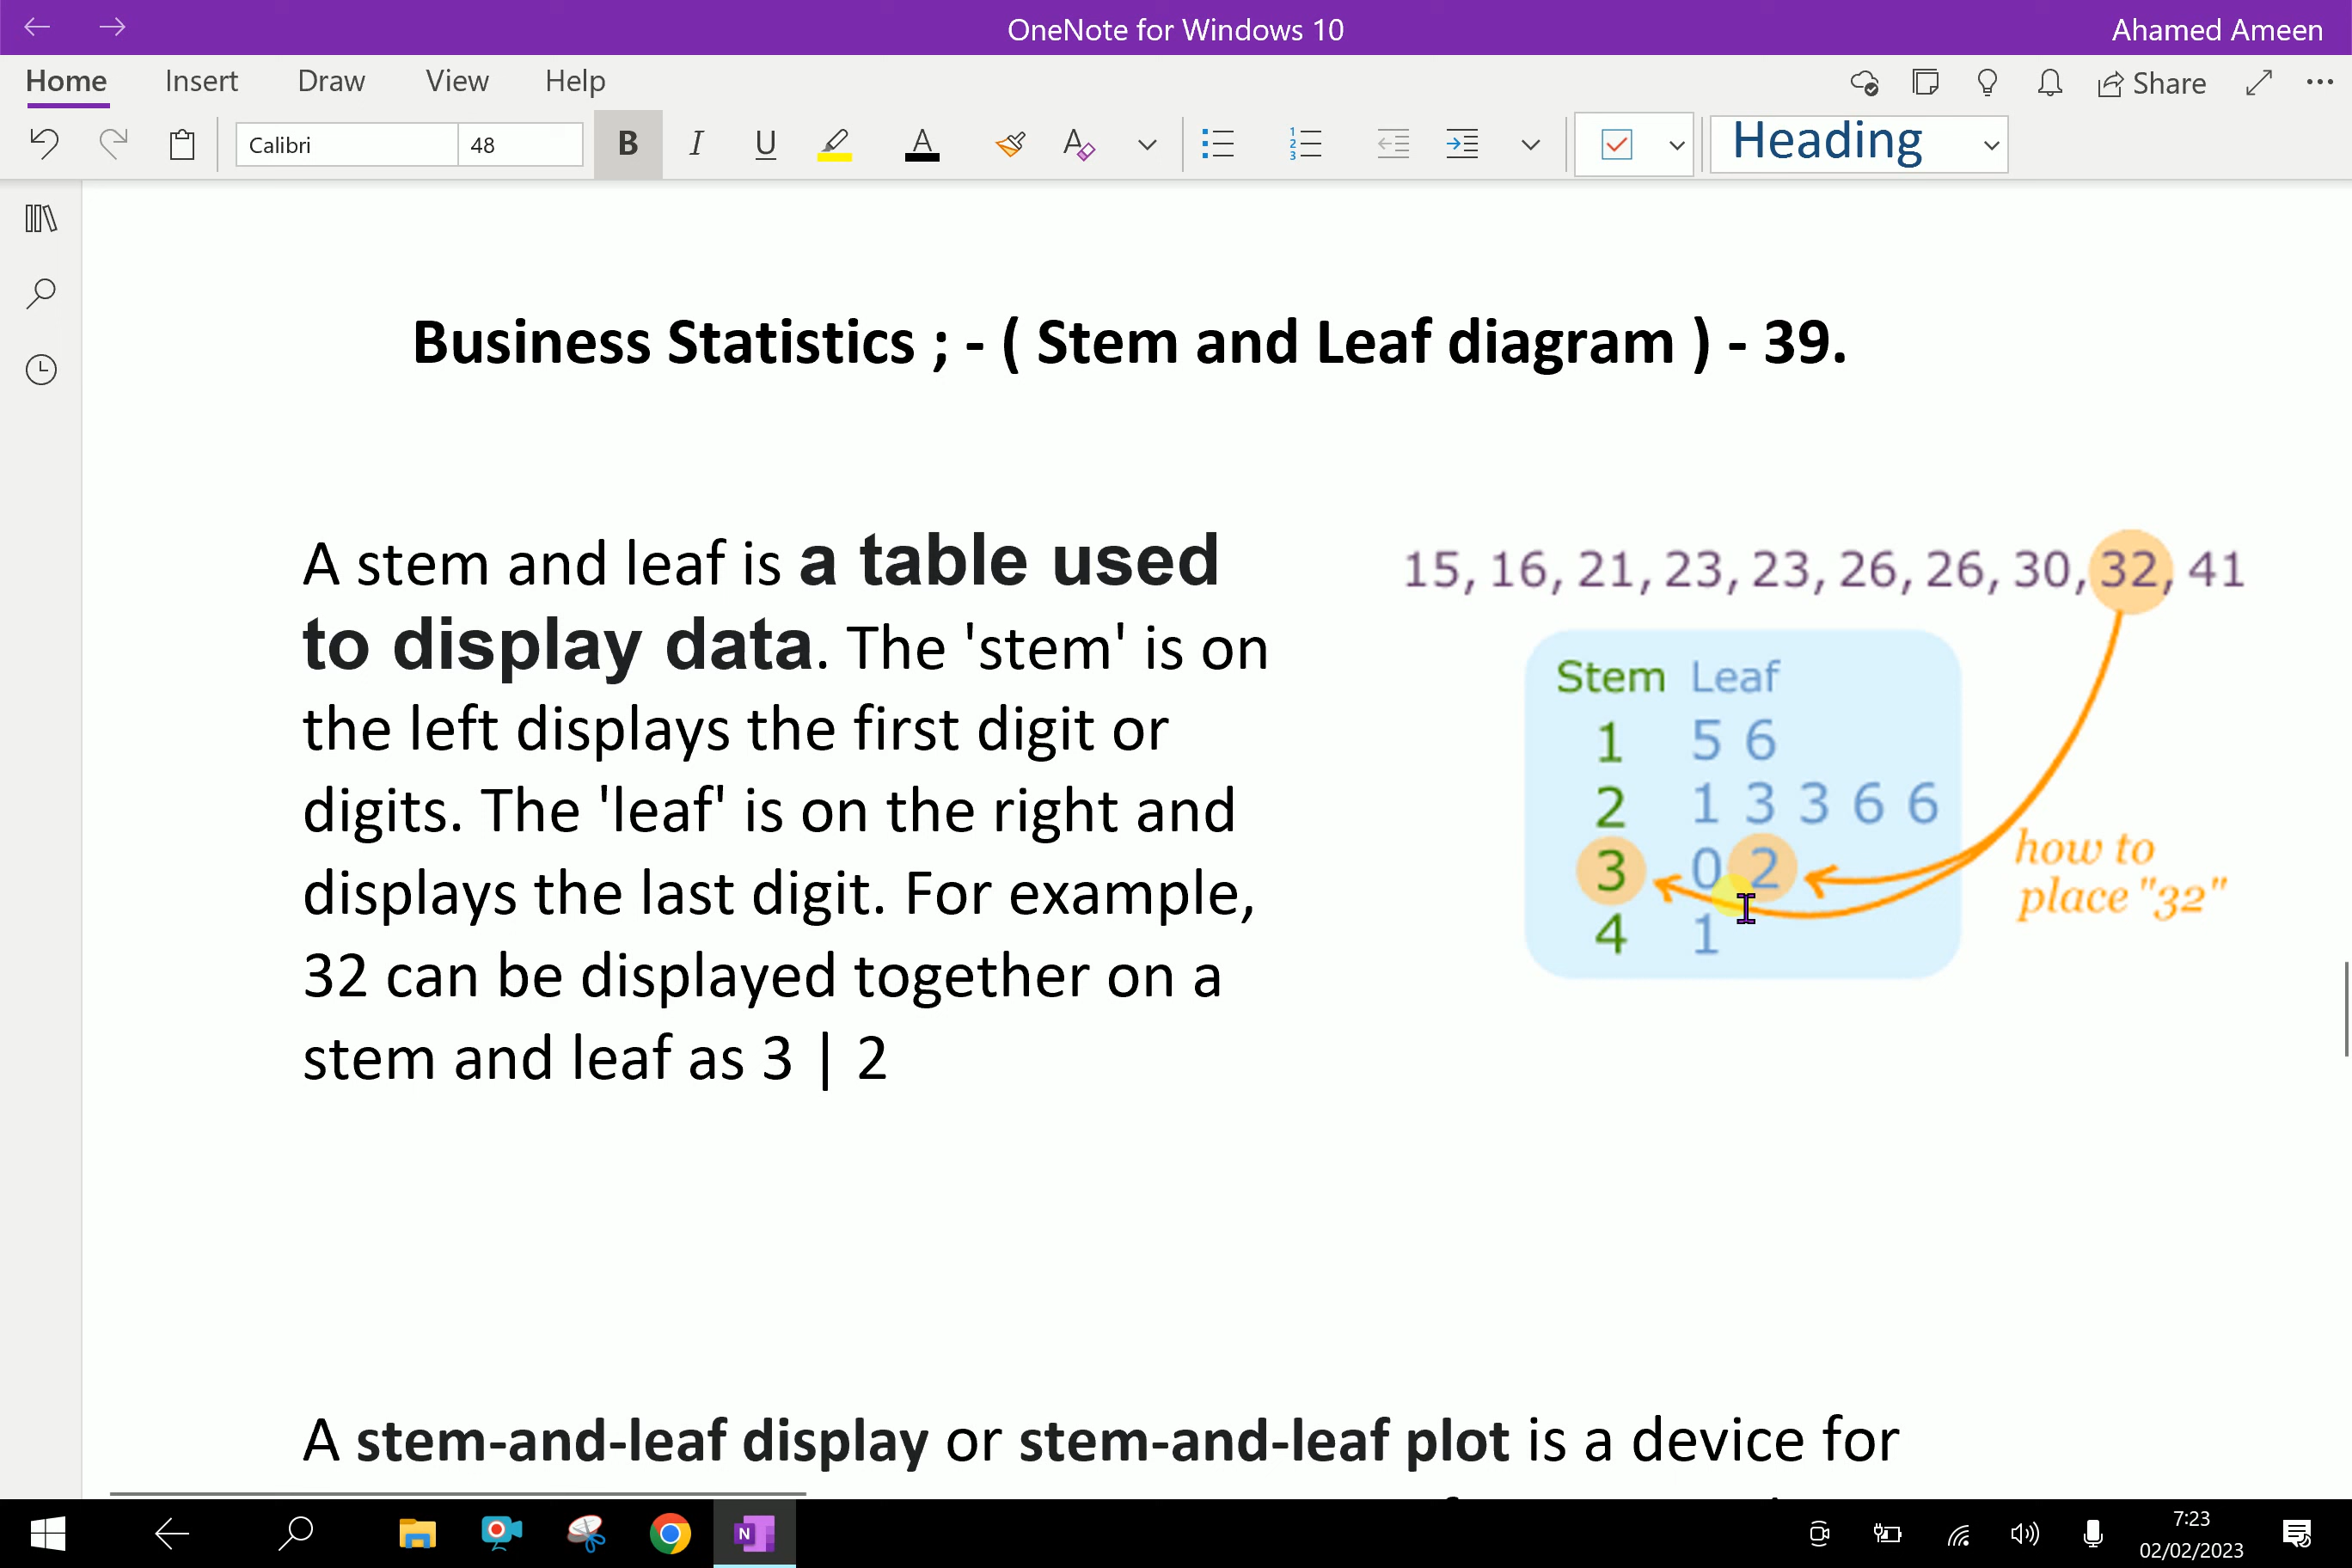 OneNote for Windows 10
Ahamed Ameen
Home Insert Draw View Help
Share
Calibri 48 B I U A A Heading
Business Statistics ; - ( Stem and Leaf diagram ) - 39.
A stem and leaf is a table used
to display data. The 'stem' is on
the left displays the first digit or
digits. The 'leaf' is on the right and
displays the last digit. For example,
32 can be displayed together on a
stem and leaf as 3 | 2
15, 16, 21, 23, 23, 26, 26, 30, 32, 41
Stem Leaf
1 5 6
2 1 3 3 6 6
3 0 2
4 1
how to
place "32"
A stem-and-leaf display or stem-and-leaf plot is a device for
N
7:23
02/02/2023